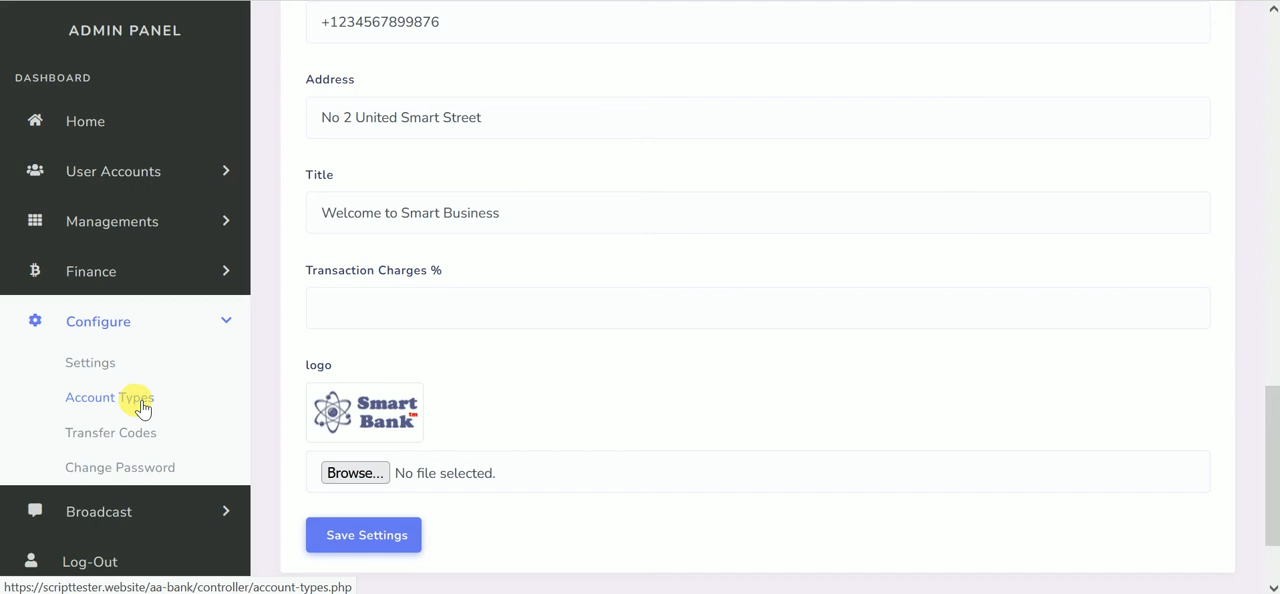 ADMIN PANEL
DASHBOARD
Home
User Accounts
Managements
Finance
Configure
Settings
Account Types
Transfer Codes
Change Password
Broadcast
Log-Out
+1234567899876
Address
No 2 United Smart Street
Title
Welcome to Smart Business
Transaction Charges %
logo
Smart
Bank
Browse... No file selected.
Save Settings
https://scripttester.website/aa-bank/controller/account-types.php